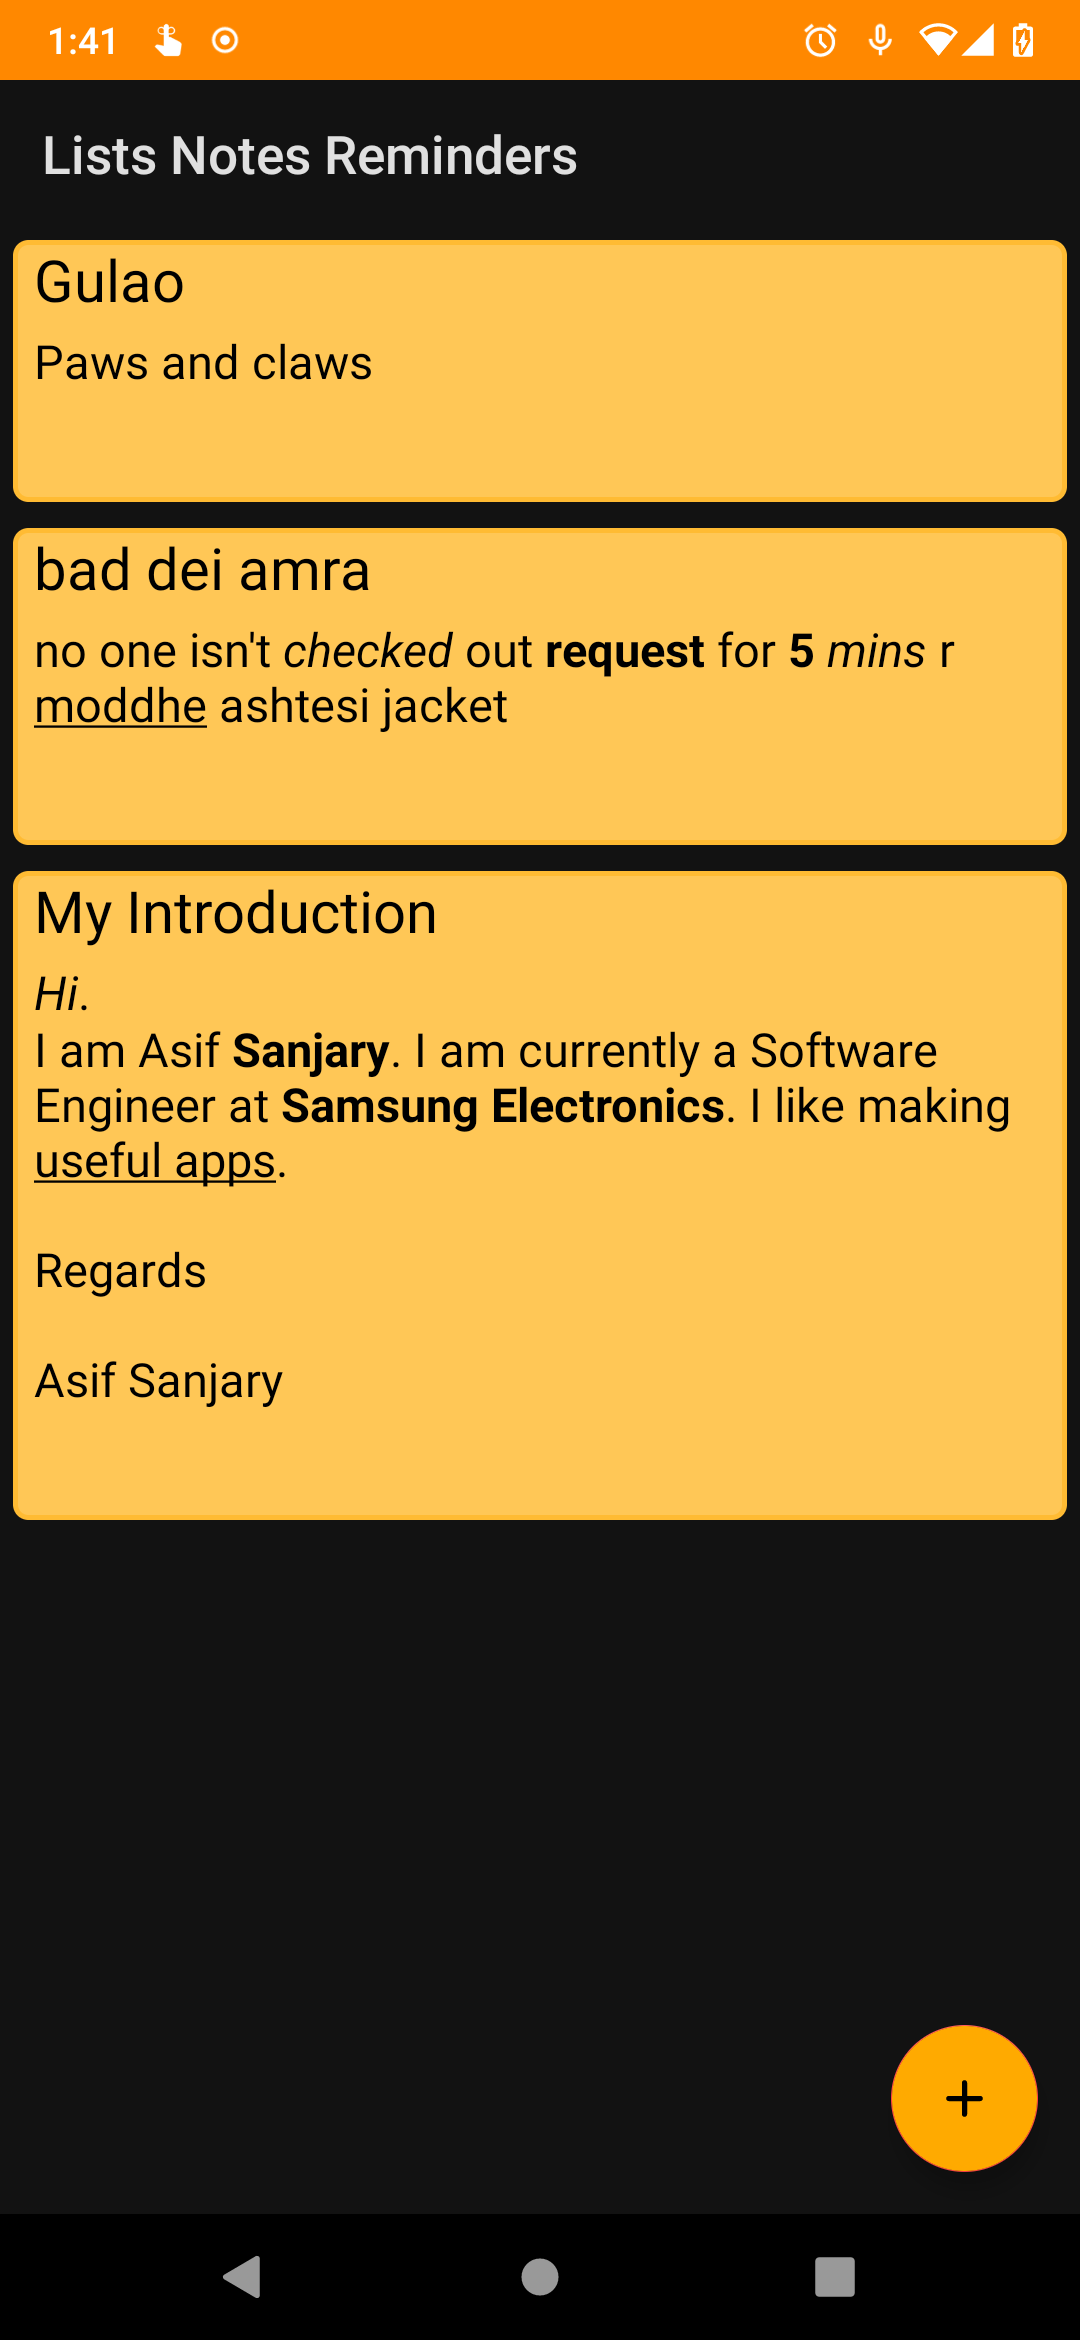 1:41
Lists Notes Reminders
Gulao
Paws and claws
bad dei amra
no one isn't checked out request for 5 mins r
moddhe ashtesi jacket
My Introduction
Hi.
I am Asif Sanjary. I am currently a Software
Engineer at Samsung Electronics. I like making
useful apps.
Regards
Asif Sanjary